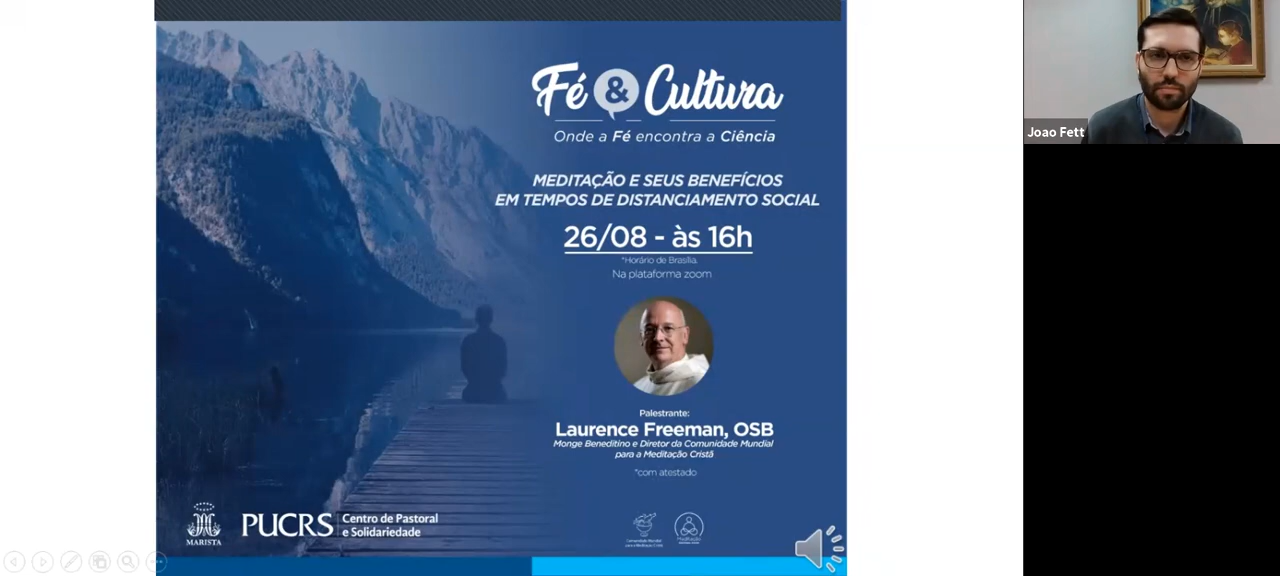 Fé & Cultura
Onde a Fé encontra a Ciência
MEDITAÇÃO E SEUS BENEFÍCIOS
EM TEMPOS DE DISTANCIAMENTO SOCIAL
26/08 - às 16h
*Horário de Brasília.
Na plataforma zoom
Palestrante:
Laurence Freeman, OSB
Monge Beneditino e Diretor da Comunidade Mundial
para a Meditação Cristã
*com atestado
MARISTA
PUCRS
Centro de Pastoral
e Solidariedade
Joao Fett